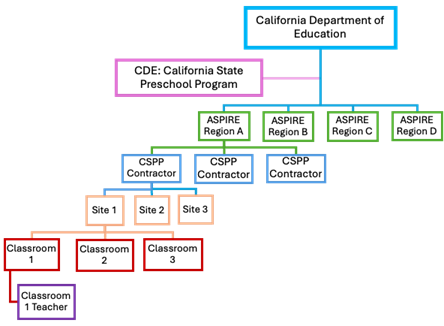 California Department of
Education
CDE: California State
Preschool Program
ASPIRE
Region A
ASPIRE
Region B
ASPIRE
Region C
ASPIRE
Region D
CSPP
Contractor
CSPP
Contractor
CSPP
Contractor
Site 1
Site 2
Site 3
Classroom
1
Classroom
2
Classroom
3
Classroom
1 Teacher